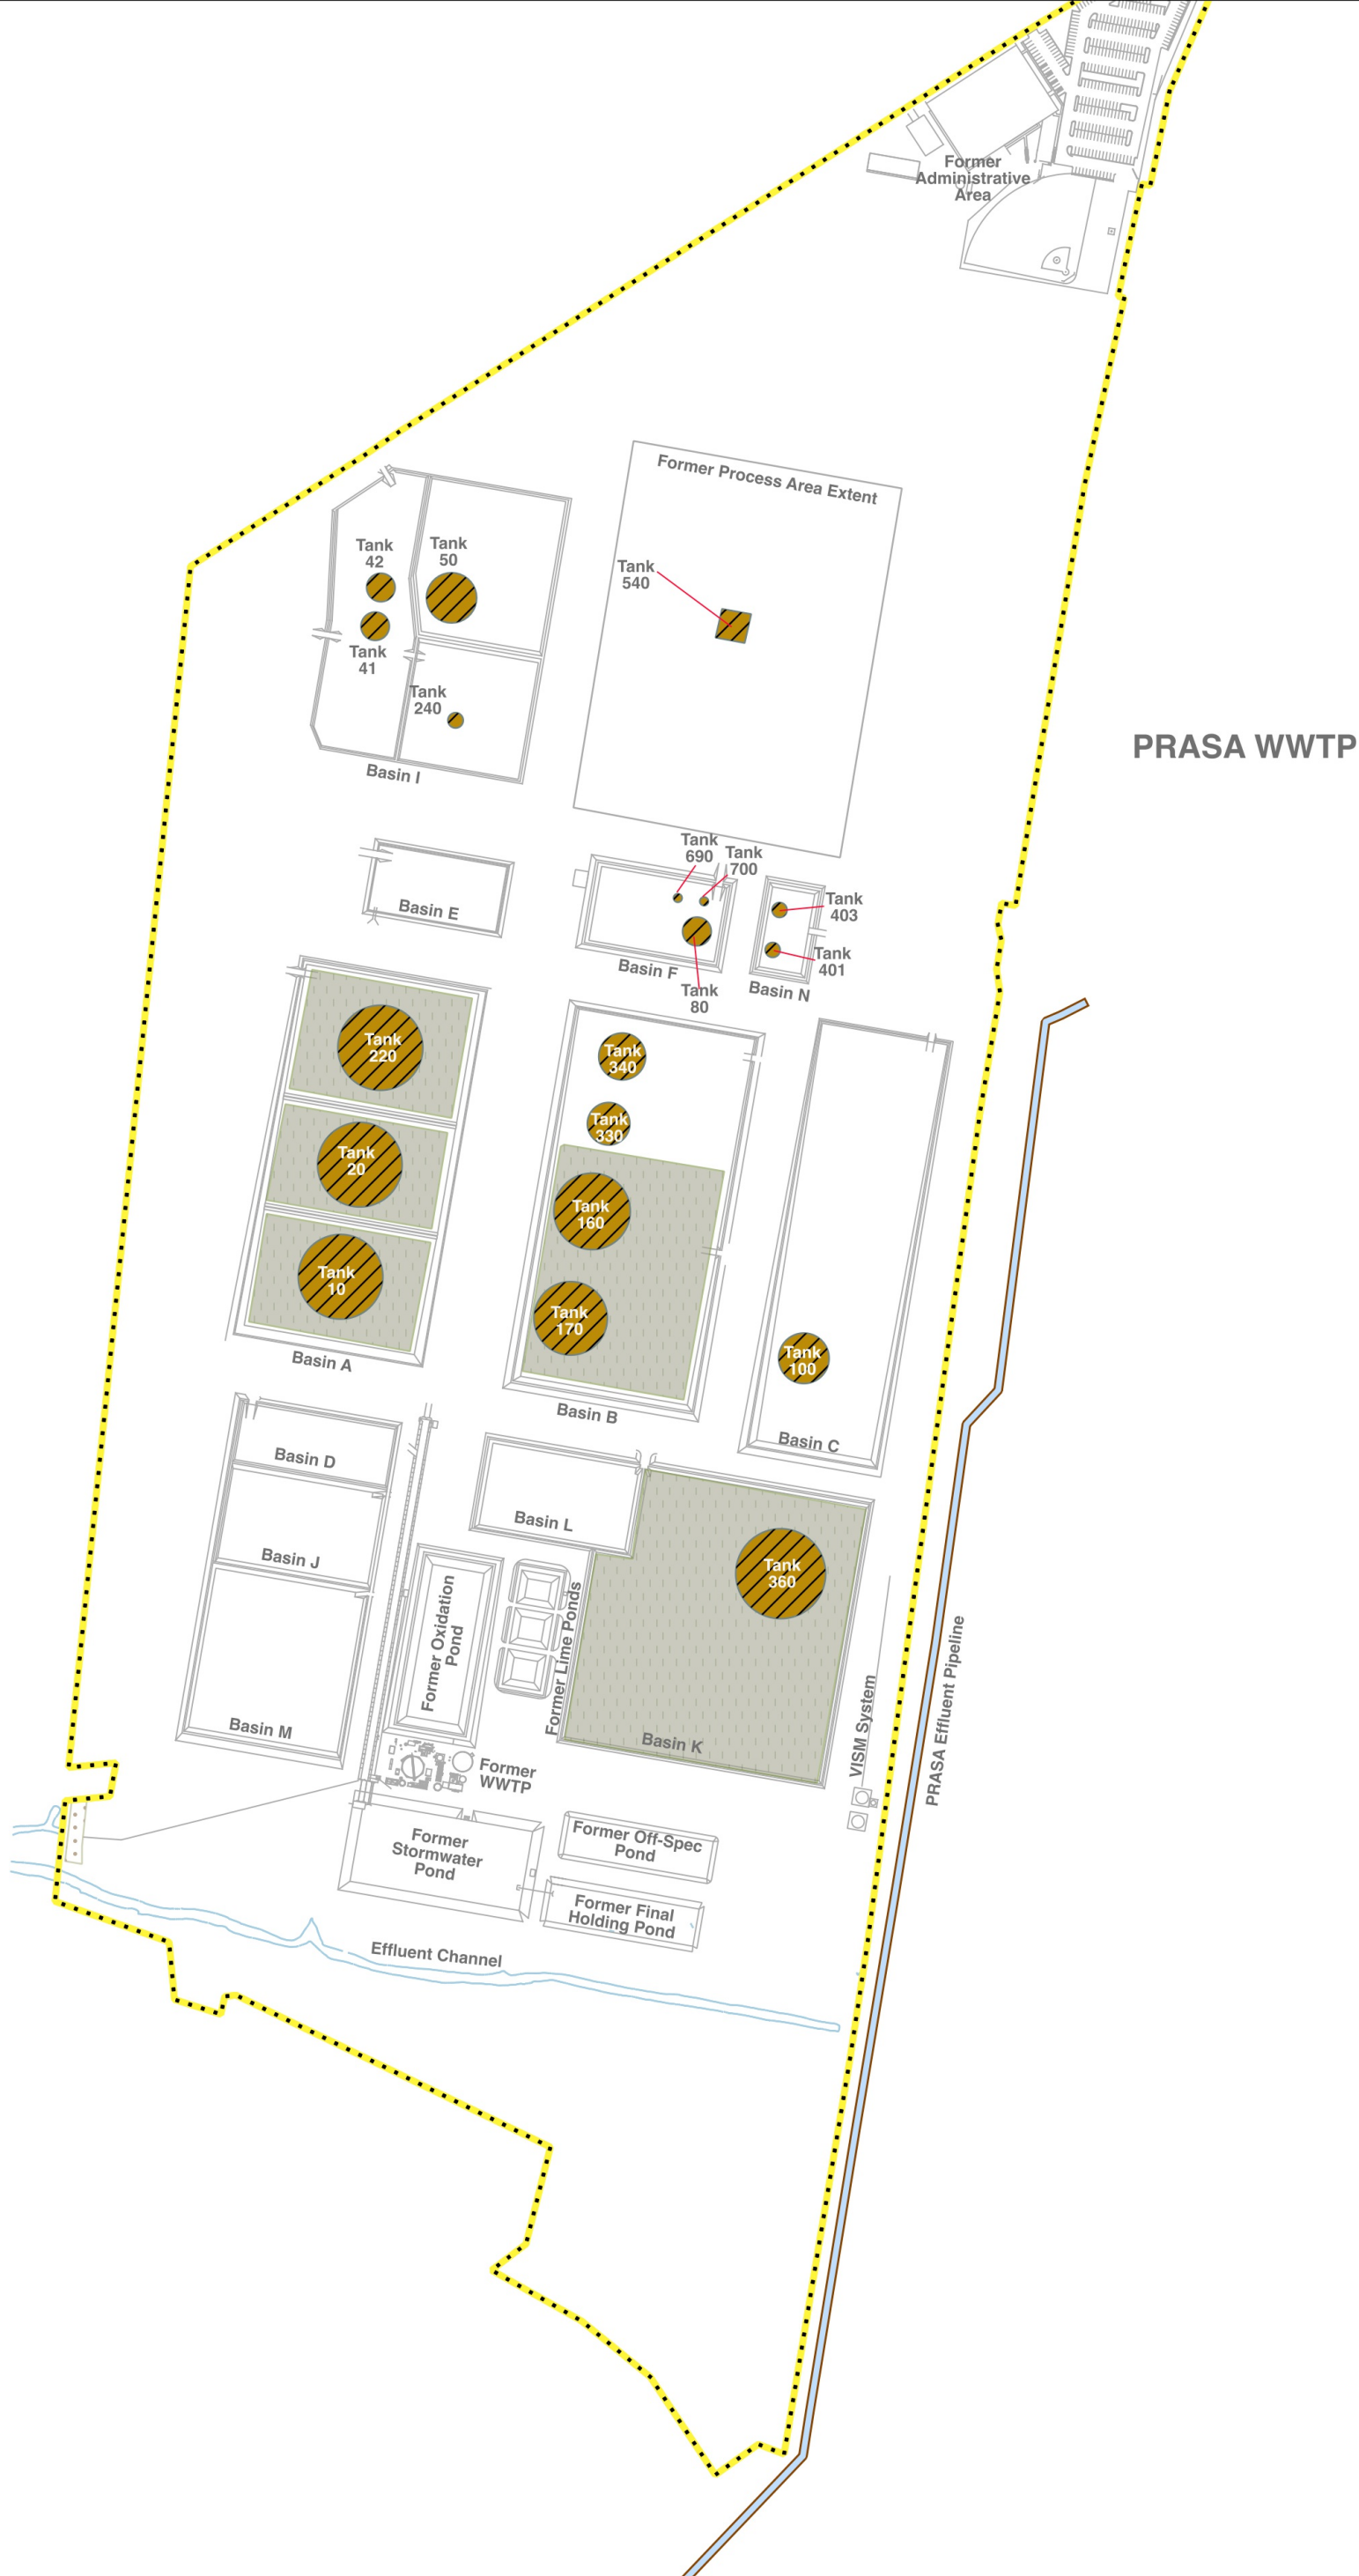 Former
Administrative
Area
Former Process Area Extent
Tank
42
Tank
50
Tank
540
Tank
41
Tank
240
Basin I
PRASA WWTP
Tank
690
Tank
700
Tank
403
Basin E
Tank
401
Basin F
Basin N
Tank
80
Tank
220
Tank
340
Tank
330
Tank
20
Tank
160
Tank
10
Tank
170
Basin A
Tank
100
Basin B
Basin C
Basin D
Basin L
Basin J
Tank
360
Former Oxidation
Pond
Former Lime Ponds
PRASA Effluent Pipeline
VISM System
Basin M
Basin K
Former
WWTP
Former
Stormwater
Pond
Former Off-Spec
Pond
Former Final
Holding Pond
Effluent Channel